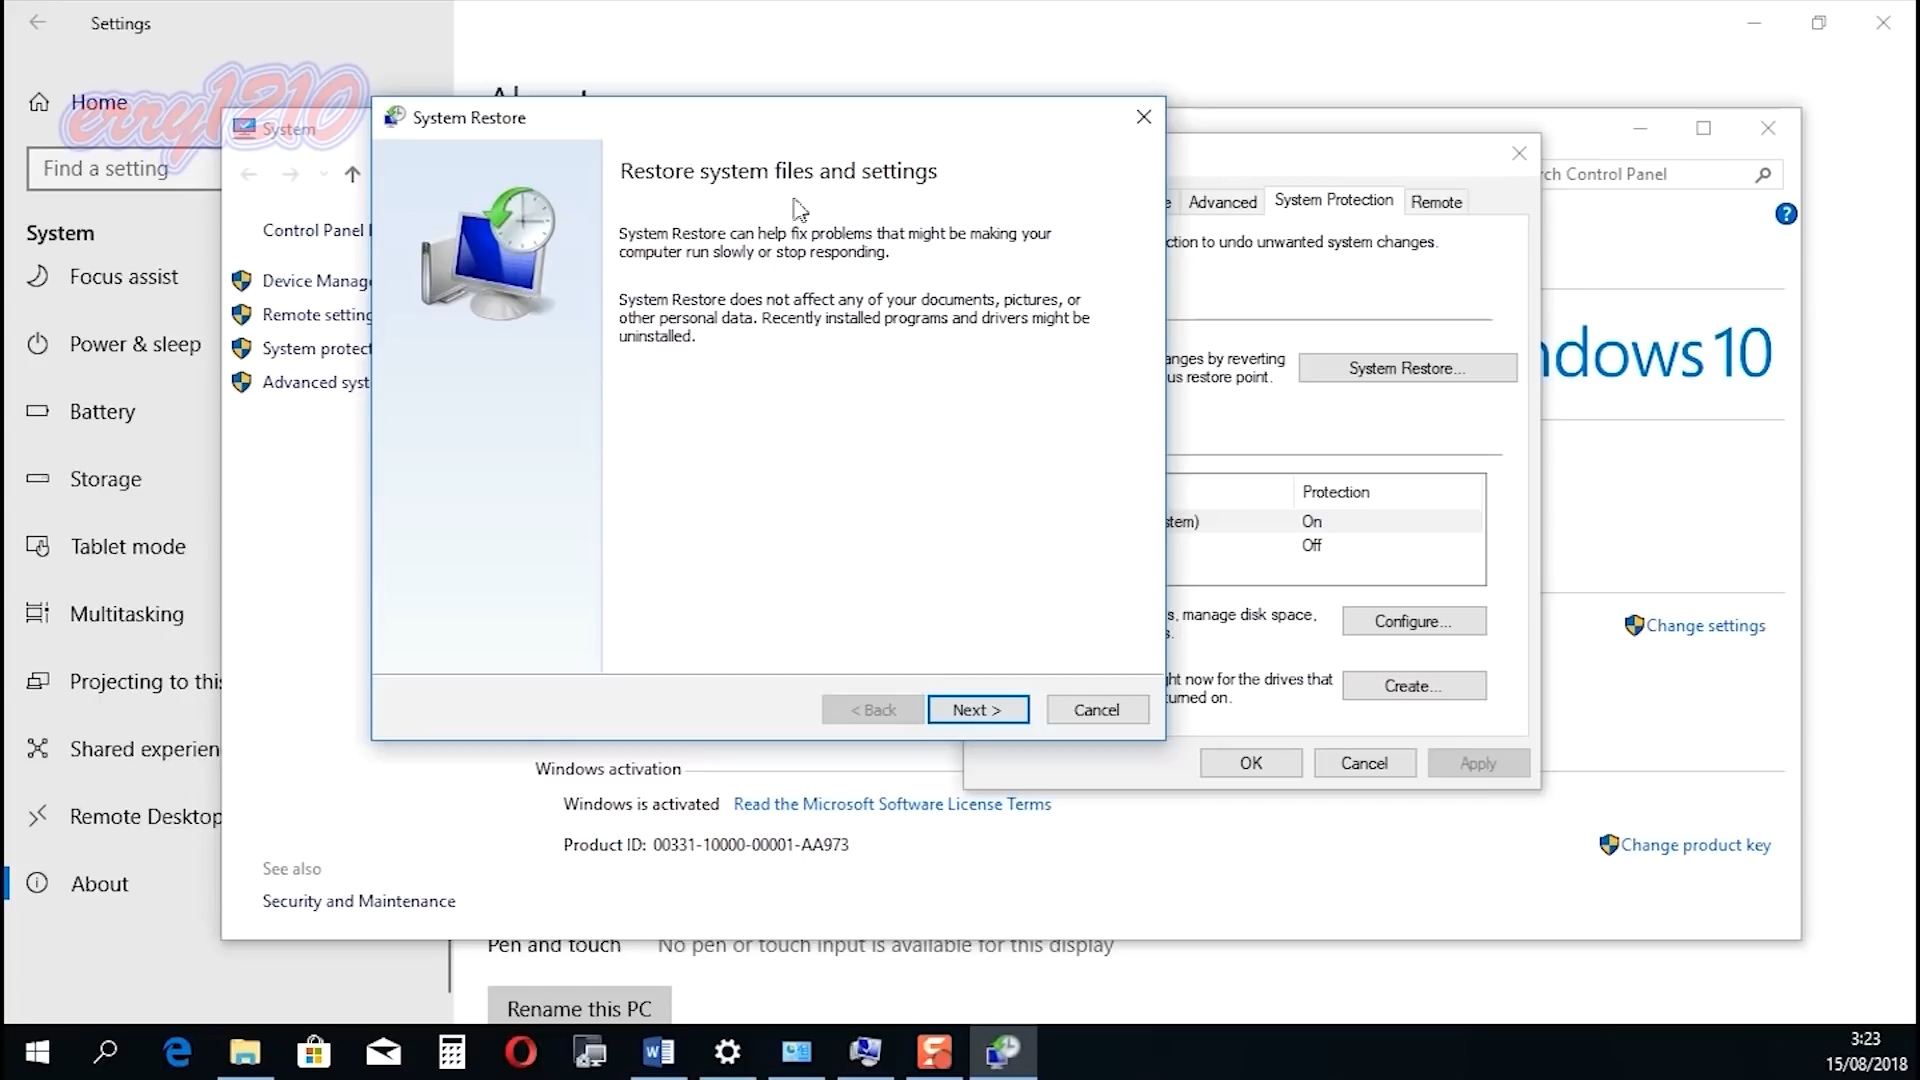 Settings
Home
erry1210
Find a setting
System
Focus assist
Power & sleep
Battery
Storage
Tablet mode
Multitasking
Projecting to this
Shared experien
Remote Desktop
About
System
Control Panel
Device Manag
Remote setting
System protect
Advanced syst
See also
Security and Maintenance
System Restore
Restore system files and settings
System Restore can help fix problems that might be making your
computer run slowly or stop responding.
System Restore does not affect any of your documents, pictures, or
other personal data. Recently installed programs and drivers might be
uninstalled.
< Back
Next >
Cancel
Advanced
System Protection
Remote
ction to undo unwanted system changes.
anges by reverting
us restore point.
System Restore...
Protection
stem)
On
Off
s, manage disk space,
s.
Configure...
ght now for the drives that
turned on.
Create...
OK
Cancel
Apply
rch Control Panel
ndows 10
Change settings
Windows activation
Windows is activated Read the Microsoft Software License Terms
Product ID: 00331-10000-00001-AA973
Change product key
Pen and touch No pen or touch input is available for this display
Rename this PC
3:23
15/08/2018